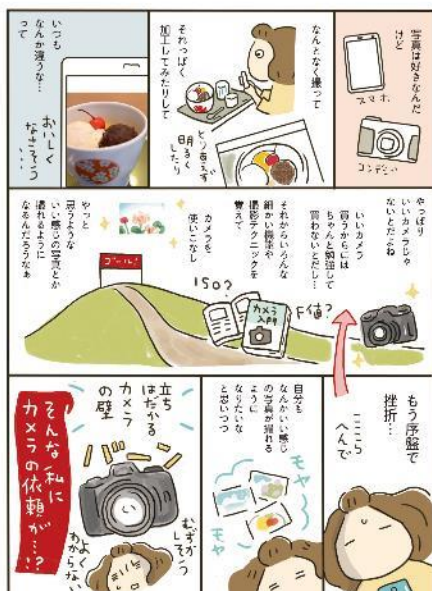 写真は好きなんだ
けど
スマホ
コンデジ
なんとなく撮って
それっぽく
加工してみたりして
とりあえず
明るく
したり
いつも
なんか違うな…
って
おいしく
なさそう
…
やっぱり
いいカメラじゃ
ないとだよね
いいカメラ
買うからには
ちゃんと勉強して
買わないとだし…
それからいろんな
細かい機能や
撮影テクニックを
覚えて
カメラを
使いこなし
やっと
思うような
いい感じの写真とか
撮れるように
なるんだろうなぁ
F値?
カメラ
入門
ISO?
ゴール!
もう序盤で
挫折…
ここら
へんで
自分も
なんかいい感じ
の写真が撮れる
ように
なりたいな
と思いつつ
モヤ
モヤ
立ち
はだかる
カメラ
の壁
むずか
しそう
よく
わからない
そんな私に
カメラの依頼が…!?